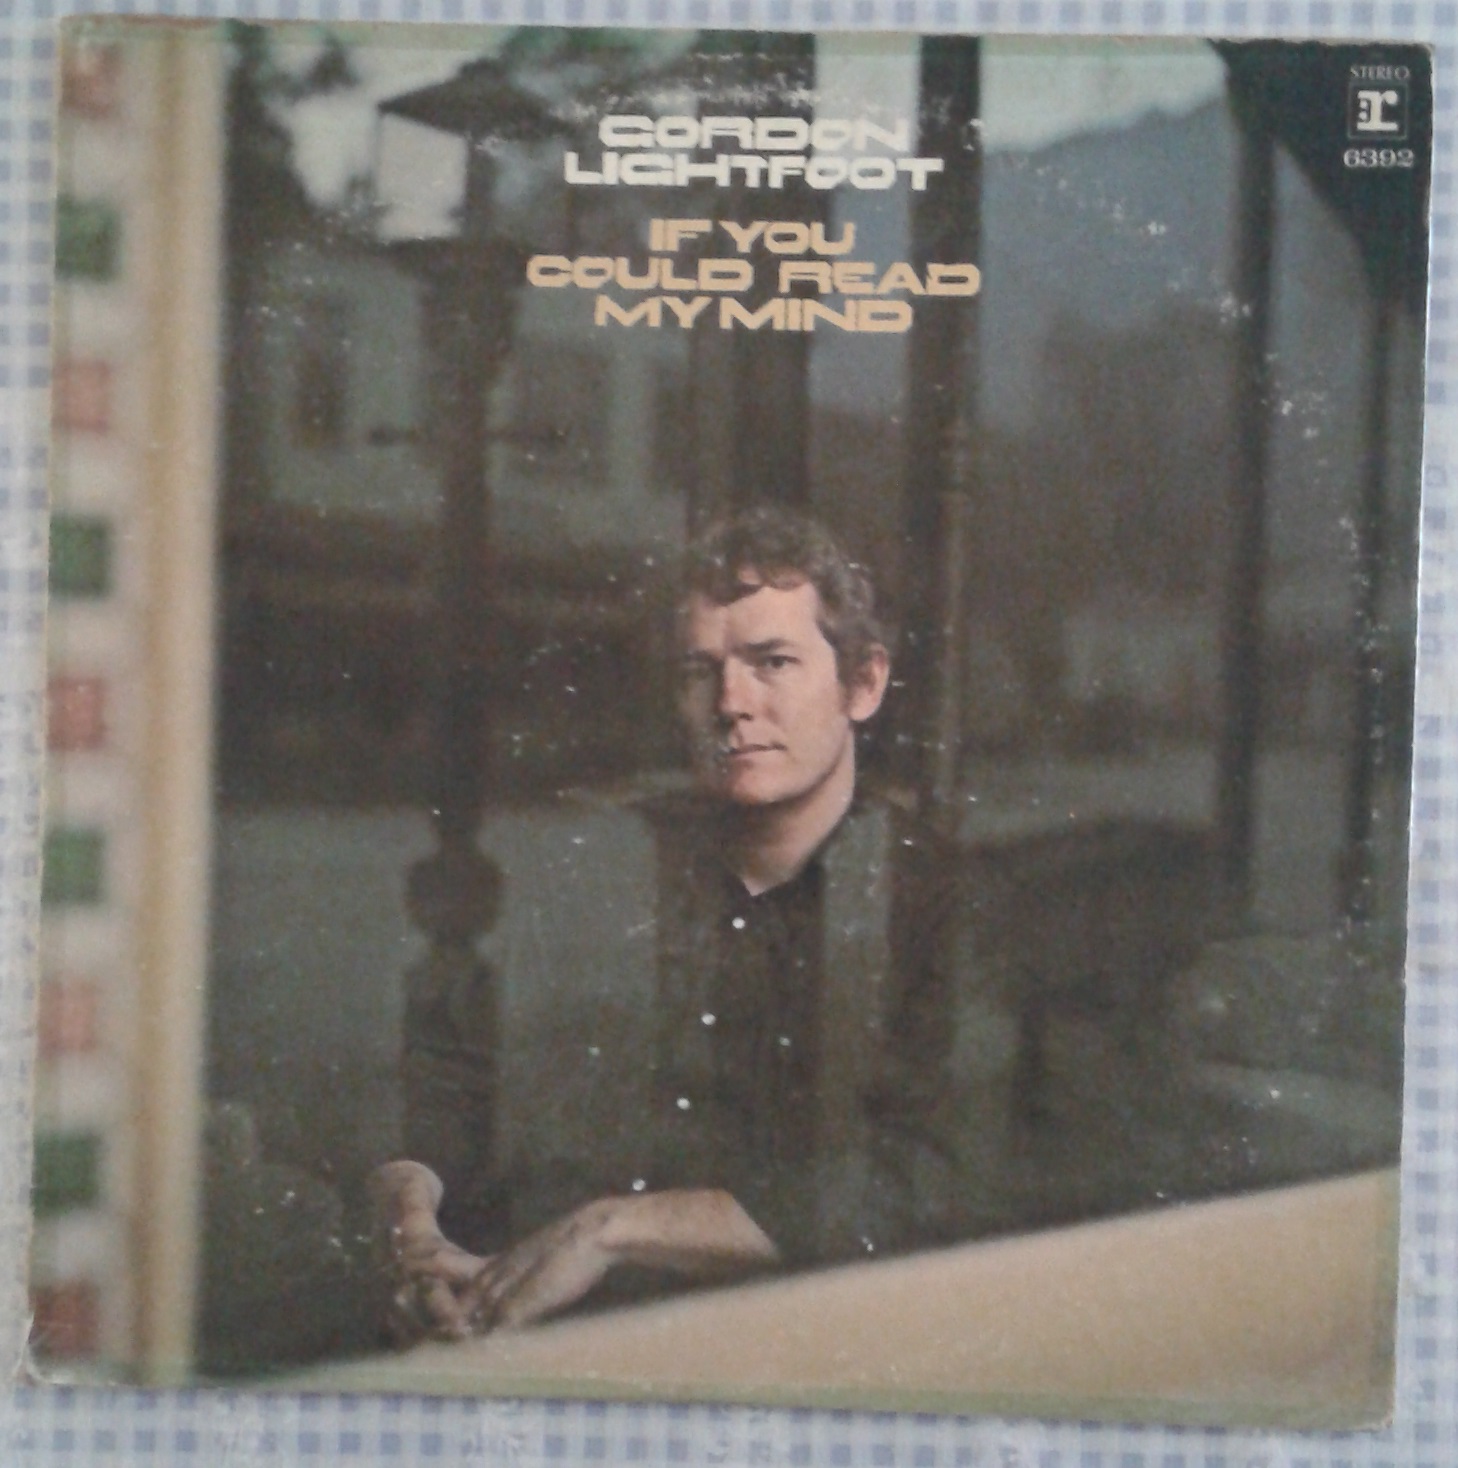 GORDON
LIGHTFOOT
IF YOU
COULD READ
MY MIND
STEREO
r
6392